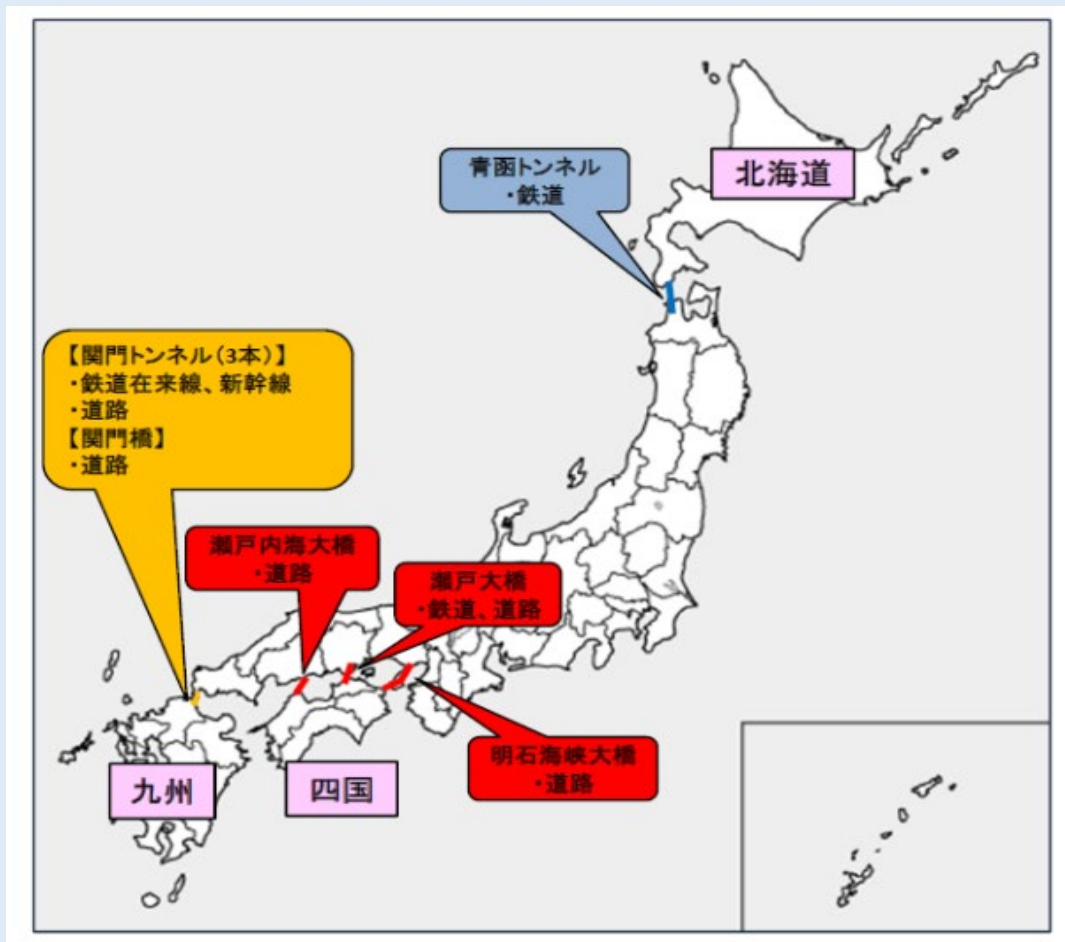 北海道
青函トンネル
・鉄道
【関門トンネル（3本）】
・鉄道在来線、新幹線
・道路
【関門橋】
・道路
瀬戸内海大橋
・道路
瀬戸大橋
・鉄道、道路
明石海峡大橋
・道路
九州
四国